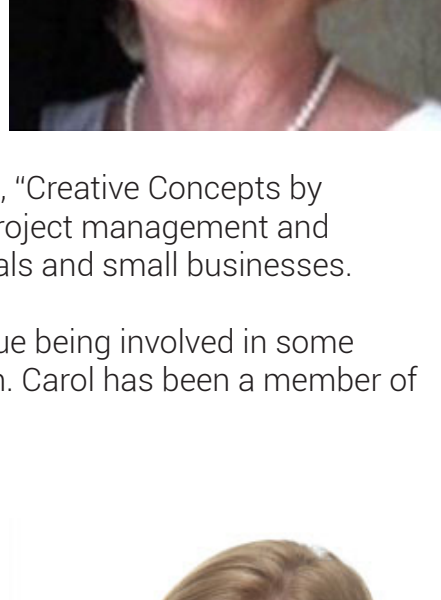 , “Creative Concepts by
roject management and
als and small businesses.
ue being involved in some
n. Carol has been a member of